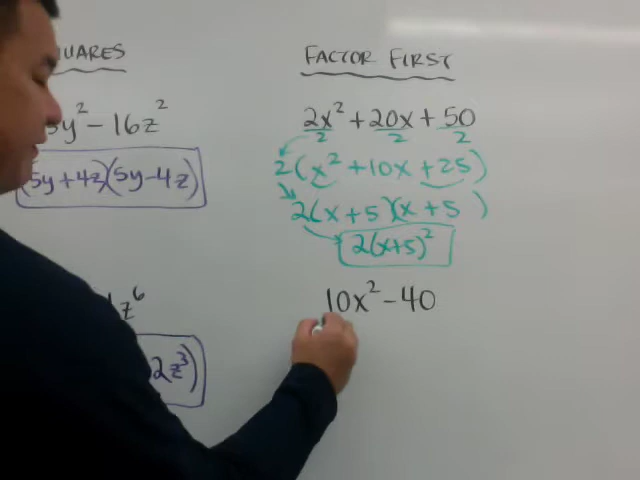 UARES
y² - 16z²
(5y+4z)(5y-4z)
z⁶
2z³)
FACTOR FIRST
2x² + 20x + 50
2 2 2
2(x² + 10x + 25)
2(x + 5)(x + 5)
2(x+5)²
10x² - 40